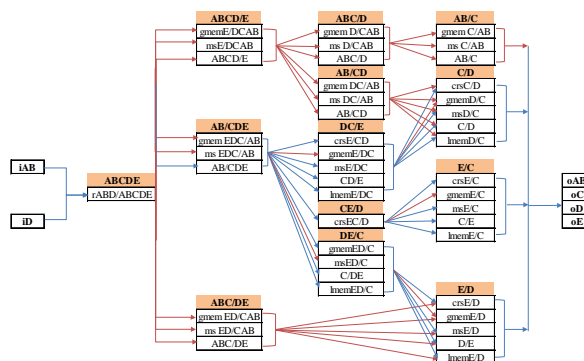 ABCD/E
gmemE/DCAB
msE/DCAB
ABCD/E
ABC/D
gmem D/CAB
ms D/CAB
ABC/D
AB/C
gmem C/AB
ms C/AB
AB/C
AB/CD
gmem DC/AB
ms DC/AB
AB/CD
C/D
crsC/D
gmemD/C
msD/C
C/D
lmemD/C
AB/CDE
gmem EDC/AB
ms EDC/AB
AB/CDE
DC/E
crsE/CD
gmemE/DC
msE/DC
CD/E
lmemE/DC
iAB
iD
ABCDE
rABD/ABCDE
CE/D
crsEC/D
E/C
crsE/C
gmemE/C
msE/C
C/E
lmemE/C
oAB
oC
oD
oE
DE/C
gmemED/C
msED/C
C/DE
lmemED/C
ABC/DE
gmem ED/CAB
ms ED/CAB
ABC/DE
E/D
crsE/D
gmemE/D
msE/D
D/E
lmemE/D